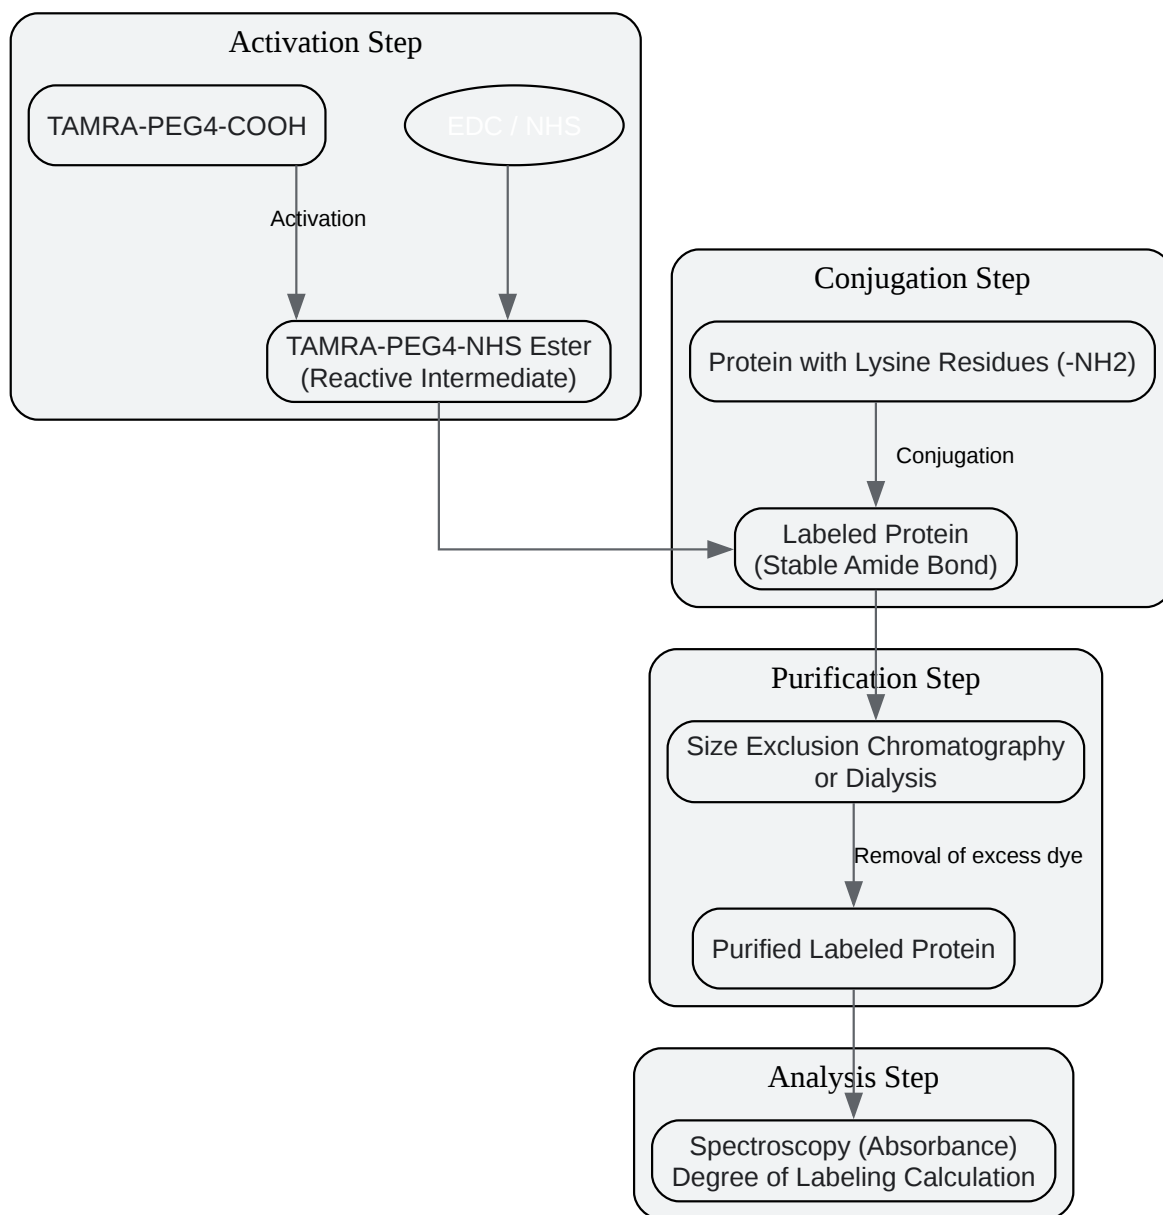 Activation Step
TAMRA-PEG4-COOH
EDC / NHS
Activation
TAMRA-PEG4-NHS Ester
(Reactive Intermediate)
Conjugation Step
Protein with Lysine Residues (-NH2)
Conjugation
Labeled Protein
(Stable Amide Bond)
Purification Step
Size Exclusion Chromatography
or Dialysis
Removal of excess dye
Purified Labeled Protein
Analysis Step
Spectroscopy (Absorbance)
Degree of Labeling Calculation